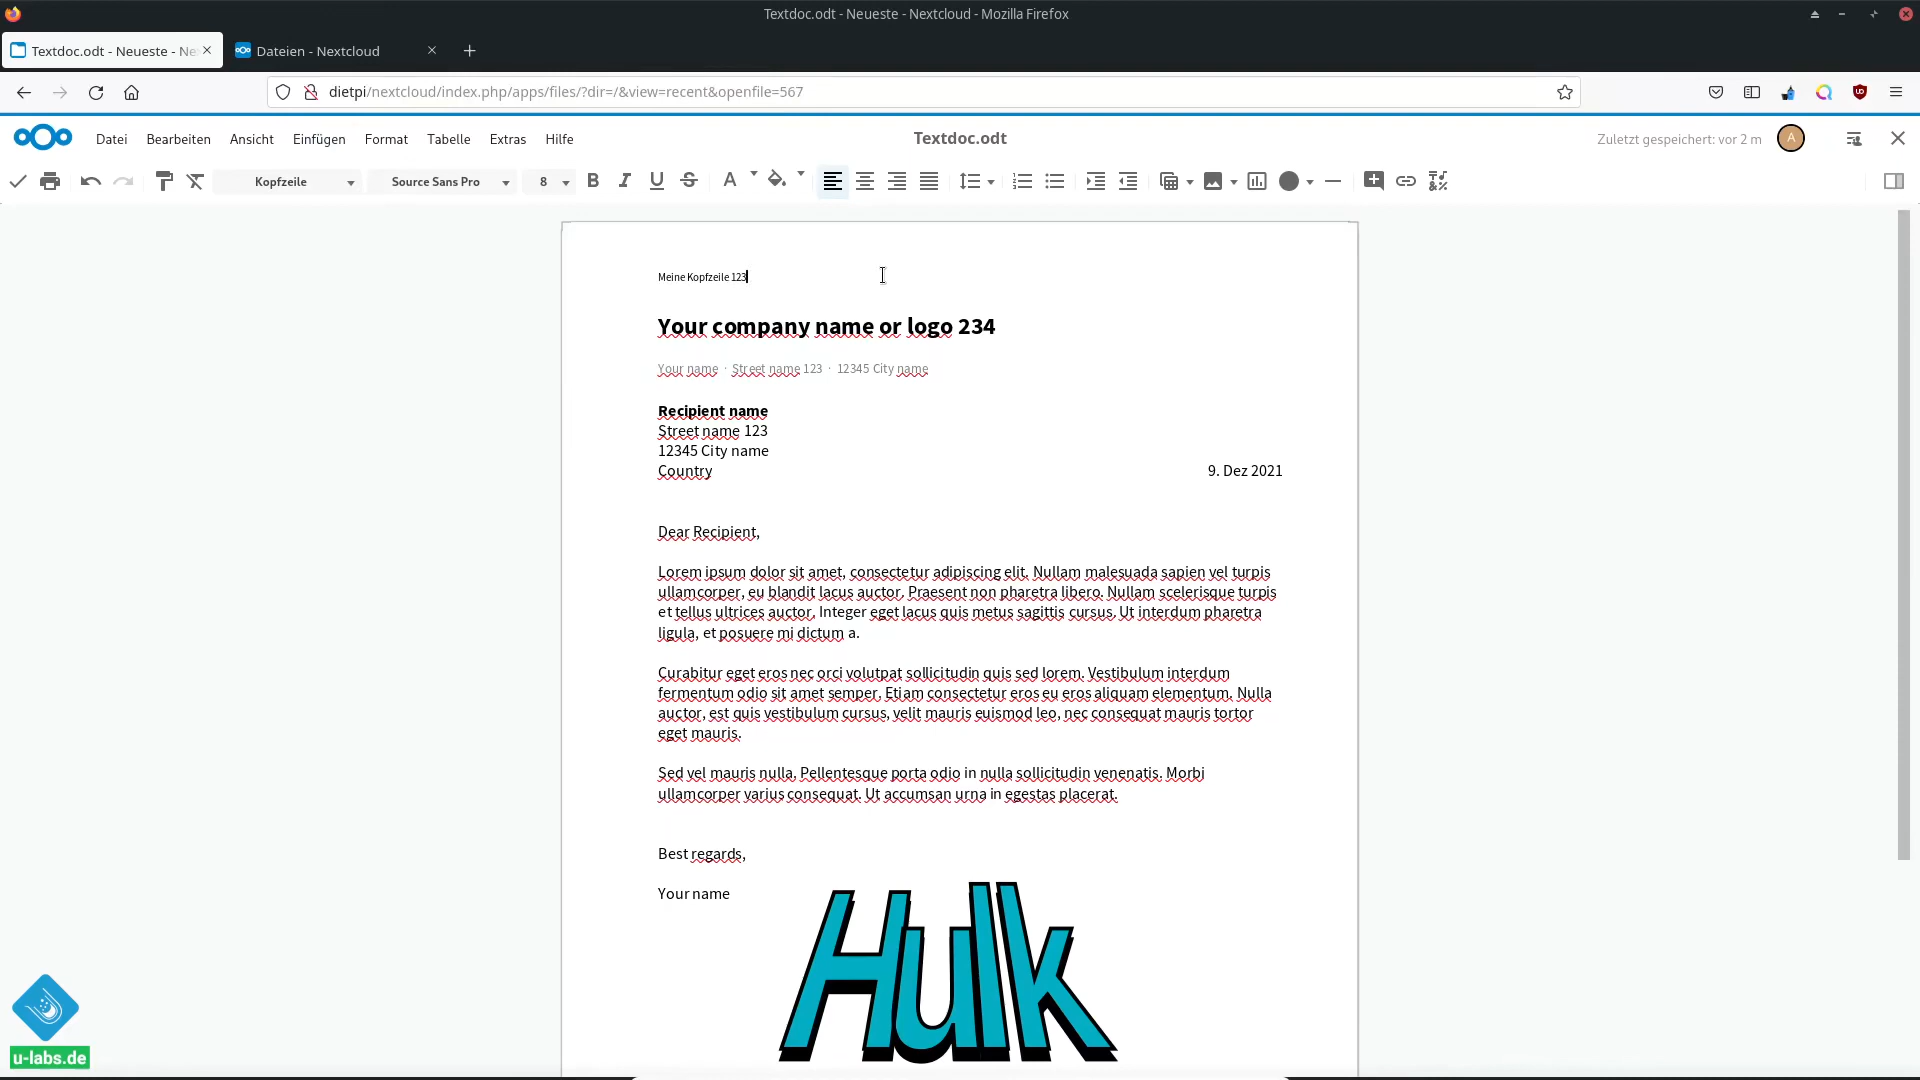 Textdoc.odt - Neueste - Nextcloud - Mozilla Firefox
Textdoc.odt - Neueste - Ne
Dateien - Nextcloud
dietpi/nextcloud/index.php/apps/files/?dir=/&view=recent&openfile=567
Datei Bearbeiten Ansicht Einfügen Format Tabelle Extras Hilfe
Textdoc.odt
Zuletzt gespeichert: vor 2 m
A
Kopfzeile Source Sans Pro 8
Meine Kopfzeile 123
Your company name or logo 234
Your name · Street name 123 · 12345 City name
Recipient name
Street name 123
12345 City name
Country
9. Dez 2021
Dear Recipient,
Lorem ipsum dolor sit amet, consectetur adipiscing elit. Nullam malesuada sapien vel turpis
ullamcorper, eu blandit lacus auctor. Praesent non pharetra libero. Nullam scelerisque turpis
et tellus ultrices auctor. Integer eget lacus quis metus sagittis cursus. Ut interdum pharetra
ligula, et posuere mi dictum a.
Curabitur eget eros nec orci volutpat sollicitudin quis sed lorem. Vestibulum interdum
fermentum odio sit amet semper. Etiam consectetur eros eu eros aliquam elementum. Nulla
auctor, est quis vestibulum cursus, velit mauris euismod leo, nec consequat mauris tortor
eget mauris.
Sed vel mauris nulla. Pellentesque porta odio in nulla sollicitudin venenatis. Morbi
ullamcorper varius consequat. Ut accumsan urna in egestas placerat.
Best regards,
Your name
Hulk
u-labs.de